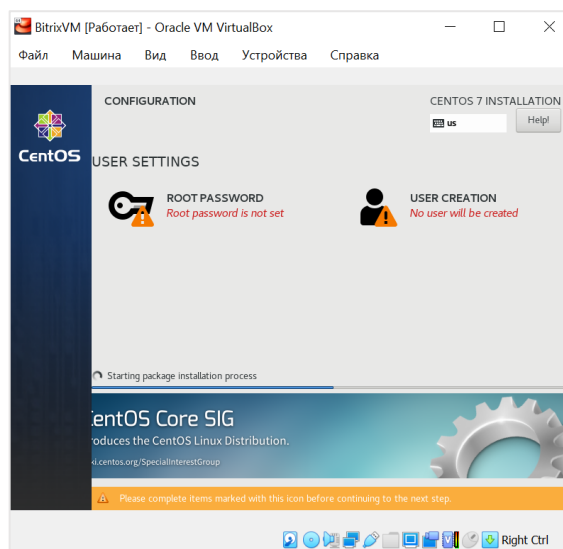 BitrixVM [Работает] - Oracle VM VirtualBox
Файл Машина Вид Ввод Устройства Справка
CONFIGURATION
CENTOS 7 INSTALLATION
us
Help!
CentOS
USER SETTINGS
ROOT PASSWORD
Root password is not set
USER CREATION
No user will be created
Starting package installation process
CentOS Core SIG
roduces the CentOS Linux Distribution.
ki.centos.org/SpecialInterestGroup
Please complete items marked with this icon before continuing to the next step.
Right Ctrl